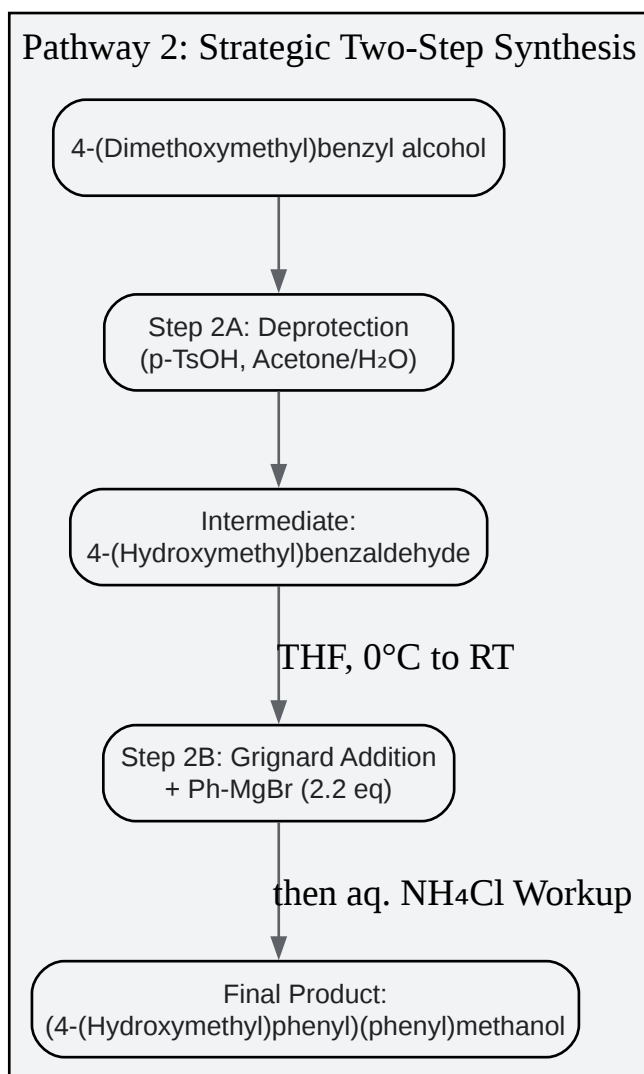 Pathway 2: Strategic Two-Step Synthesis
4-(Dimethoxymethyl)benzyl alcohol
Step 2A: Deprotection
(p-TsOH, Acetone/H₂O)
Intermediate:
4-(Hydroxymethyl)benzaldehyde
THF, 0°C to RT
Step 2B: Grignard Addition
+ Ph-MgBr (2.2 eq)
then aq. NH₄Cl Workup
Final Product:
(4-(Hydroxymethyl)phenyl)(phenyl)methanol